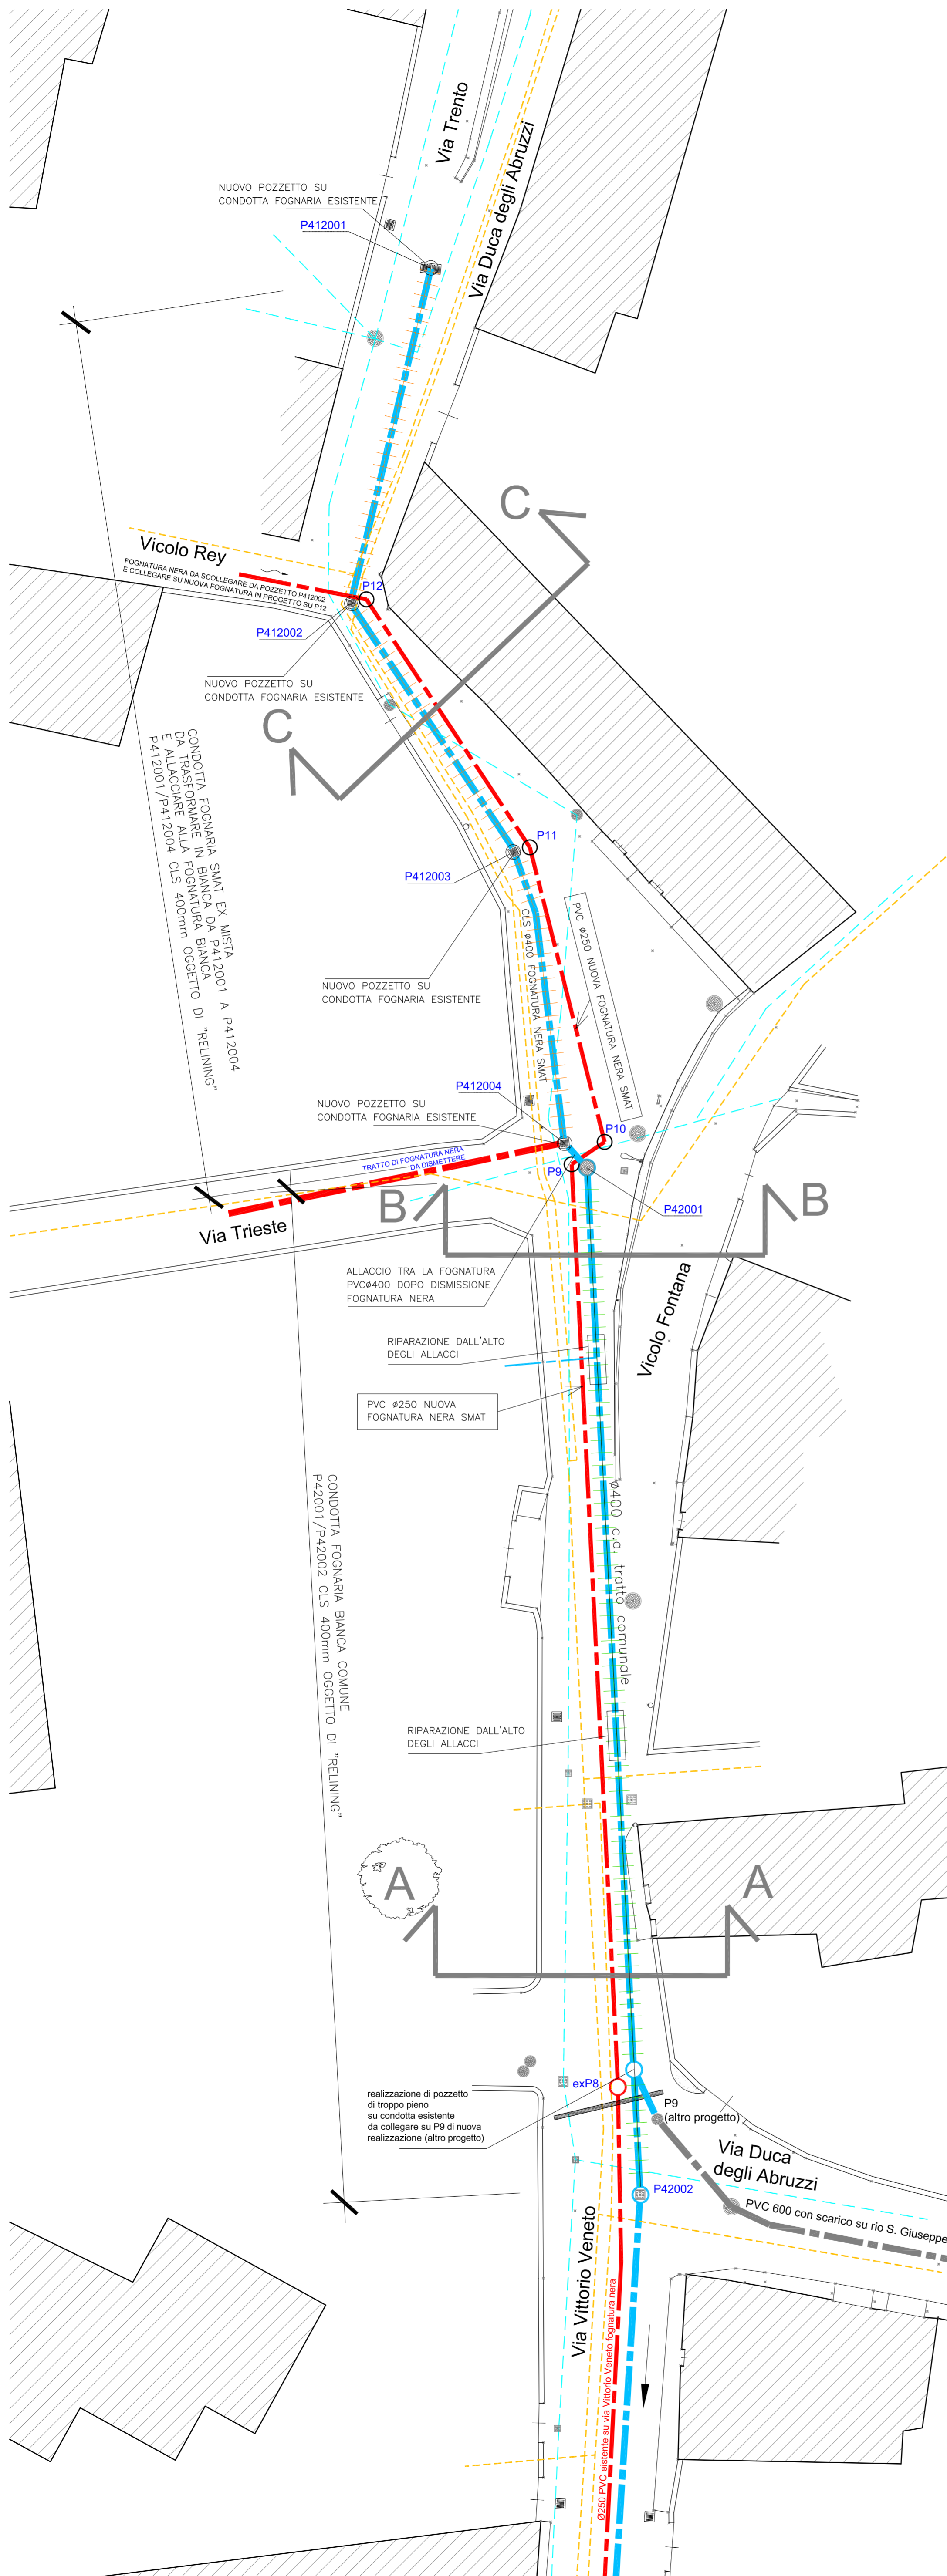 Via Trento
Via Duca degli Abruzzi
NUOVO POZZETTO SU
CONDOTTA FOGNARIA ESISTENTE
P412001
C
Vicolo Rey
FOGNATURA NERA DA SCOLLEGARE DA POZZETTO P412002
E COLLEGARE SU NUOVA FOGNATURA IN PROGETTO SU P12
P12
P412002
NUOVO POZZETTO SU
CONDOTTA FOGNARIA ESISTENTE
C
CONDOTTA FOGNARIA SMAT EX MISTA
DA TRASFORMARE IN BIANCA DA P412001 A P412004
E ALLACCIARE ALLA FOGNATURA BIANCA
P412001/P412004 CLS 400mm OGGETTO DI "RELINING"
P11
P412003
CLS ø400 FOGNATURA NERA SMAT
PVC ø250 NUOVA FOGNATURA NERA SMAT
NUOVO POZZETTO SU
CONDOTTA FOGNARIA ESISTENTE
P412004
NUOVO POZZETTO SU
CONDOTTA FOGNARIA ESISTENTE
P10
TRATTO DI FOGNATURA NERA
DA DISMETTERE
P9
B
B
P42001
Via Trieste
ALLACCIO TRA LA FOGNATURA
PVCø400 DOPO DISMISSIONE
FOGNATURA NERA
Vicolo Fontana
RIPARAZIONE DALL'ALTO
DEGLI ALLACCI
PVC ø250 NUOVA
FOGNATURA NERA SMAT
CONDOTTA FOGNARIA BIANCA COMUNE
P42001/P42002 CLS 400mm OGGETTO DI "RELINING"
ø400 c.a. tratto comunale
RIPARAZIONE DALL'ALTO
DEGLI ALLACCI
A
A
exP8
realizzazione di pozzetto
di troppo pieno
su condotta esistente
da collegare su P9 di nuova
realizzazione (altro progetto)
P9
(altro progetto)
Via Duca
degli Abruzzi
P42002
PVC 600 con scarico su rio S. Giuseppe
Via Vittorio Veneto
Ø250 PVC eistente su via Vittorio Veneto fognatura nera